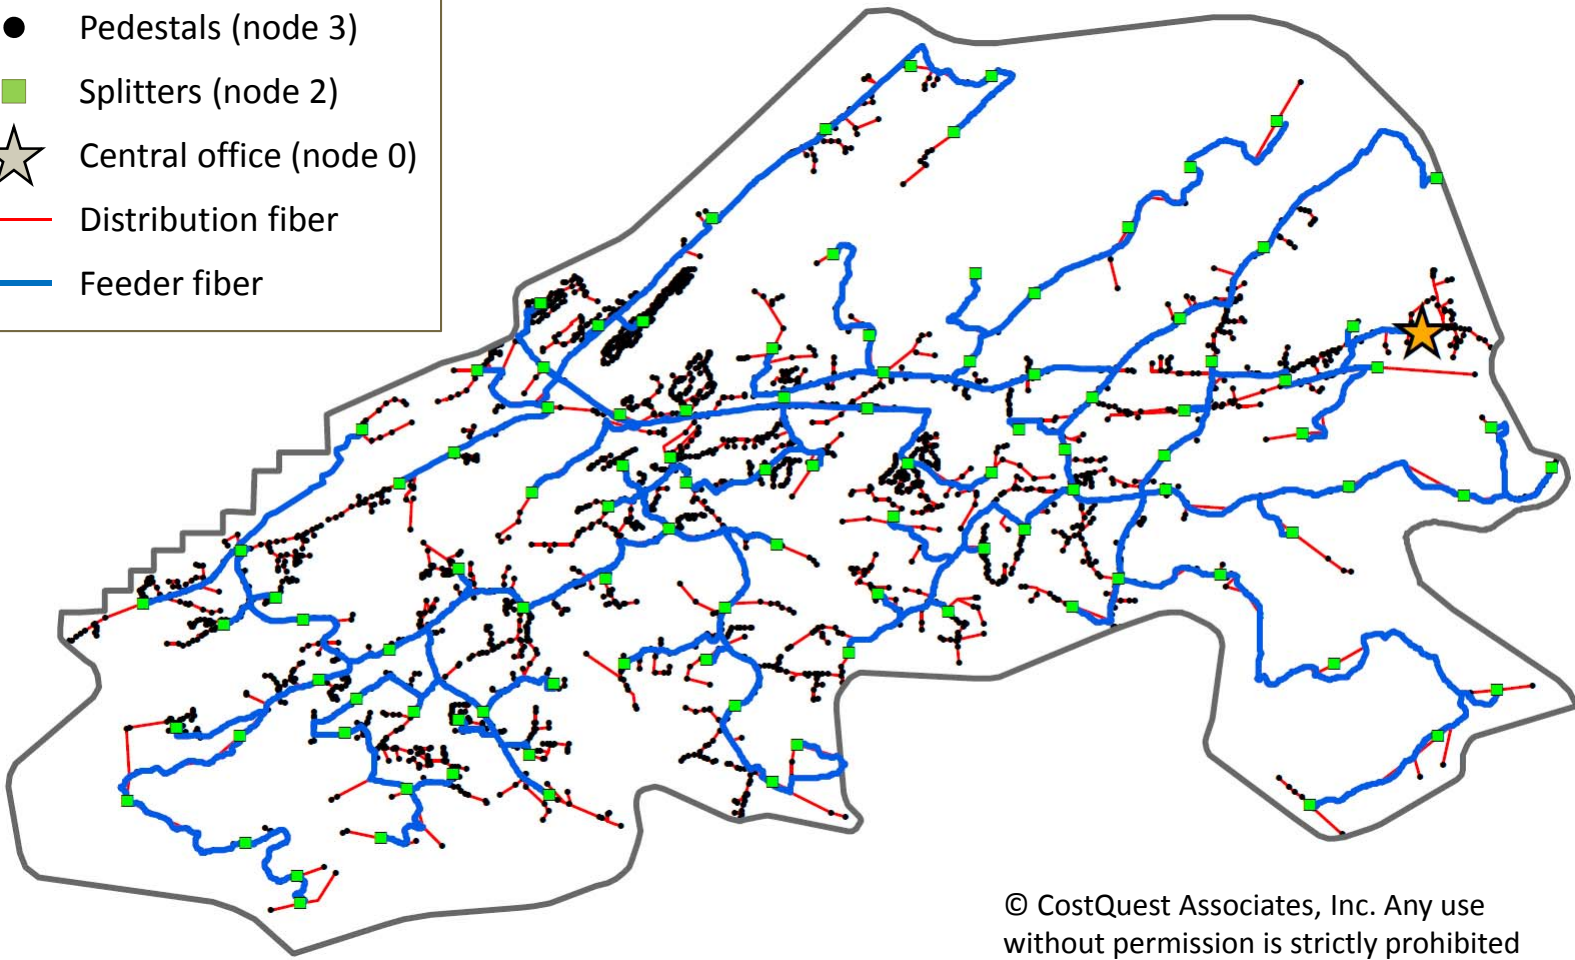 Pedestals (node 3)
Splitters (node 2)
Central office (node 0)
Distribution fiber
Feeder fiber
© CostQuest Associates, Inc. Any use
without permission is strictly prohibited